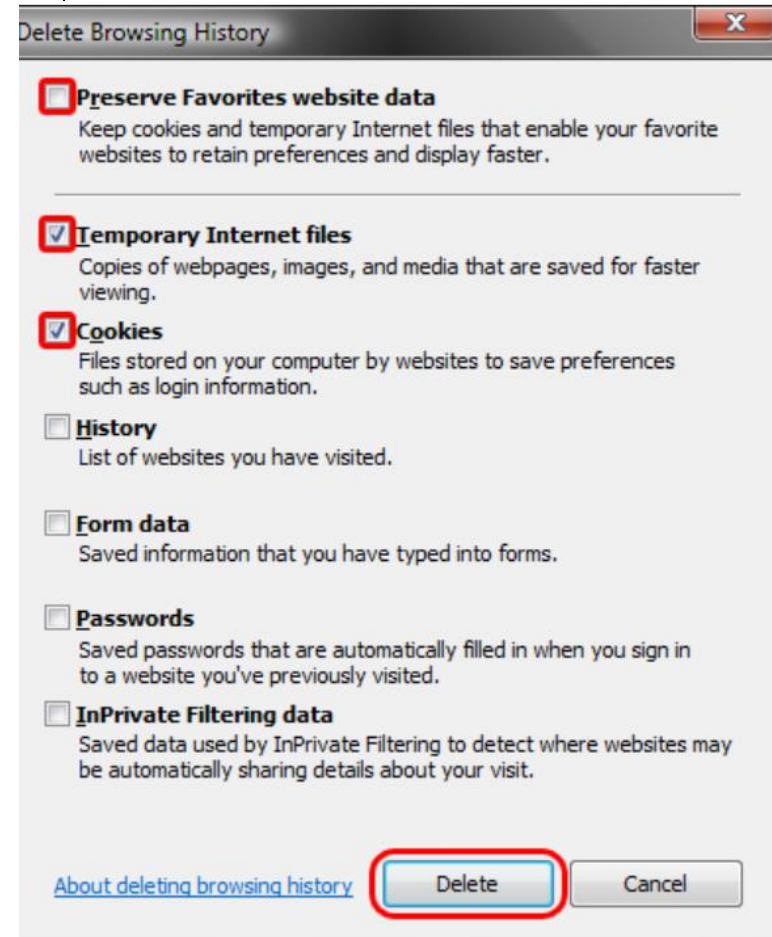 Delete Browsing History
Preserve Favorites website data
Keep cookies and temporary Internet files that enable your favorite
websites to retain preferences and display faster.
Temporary Internet files
Copies of webpages, images, and media that are saved for faster
viewing.
Cookies
Files stored on your computer by websites to save preferences
such as login information.
History
List of websites you have visited.
Form data
Saved information that you have typed into forms.
Passwords
Saved passwords that are automatically filled in when you sign in
to a website you've previously visited.
InPrivate Filtering data
Saved data used by InPrivate Filtering to detect where websites may
be automatically sharing details about your visit.
About deleting browsing history Delete Cancel